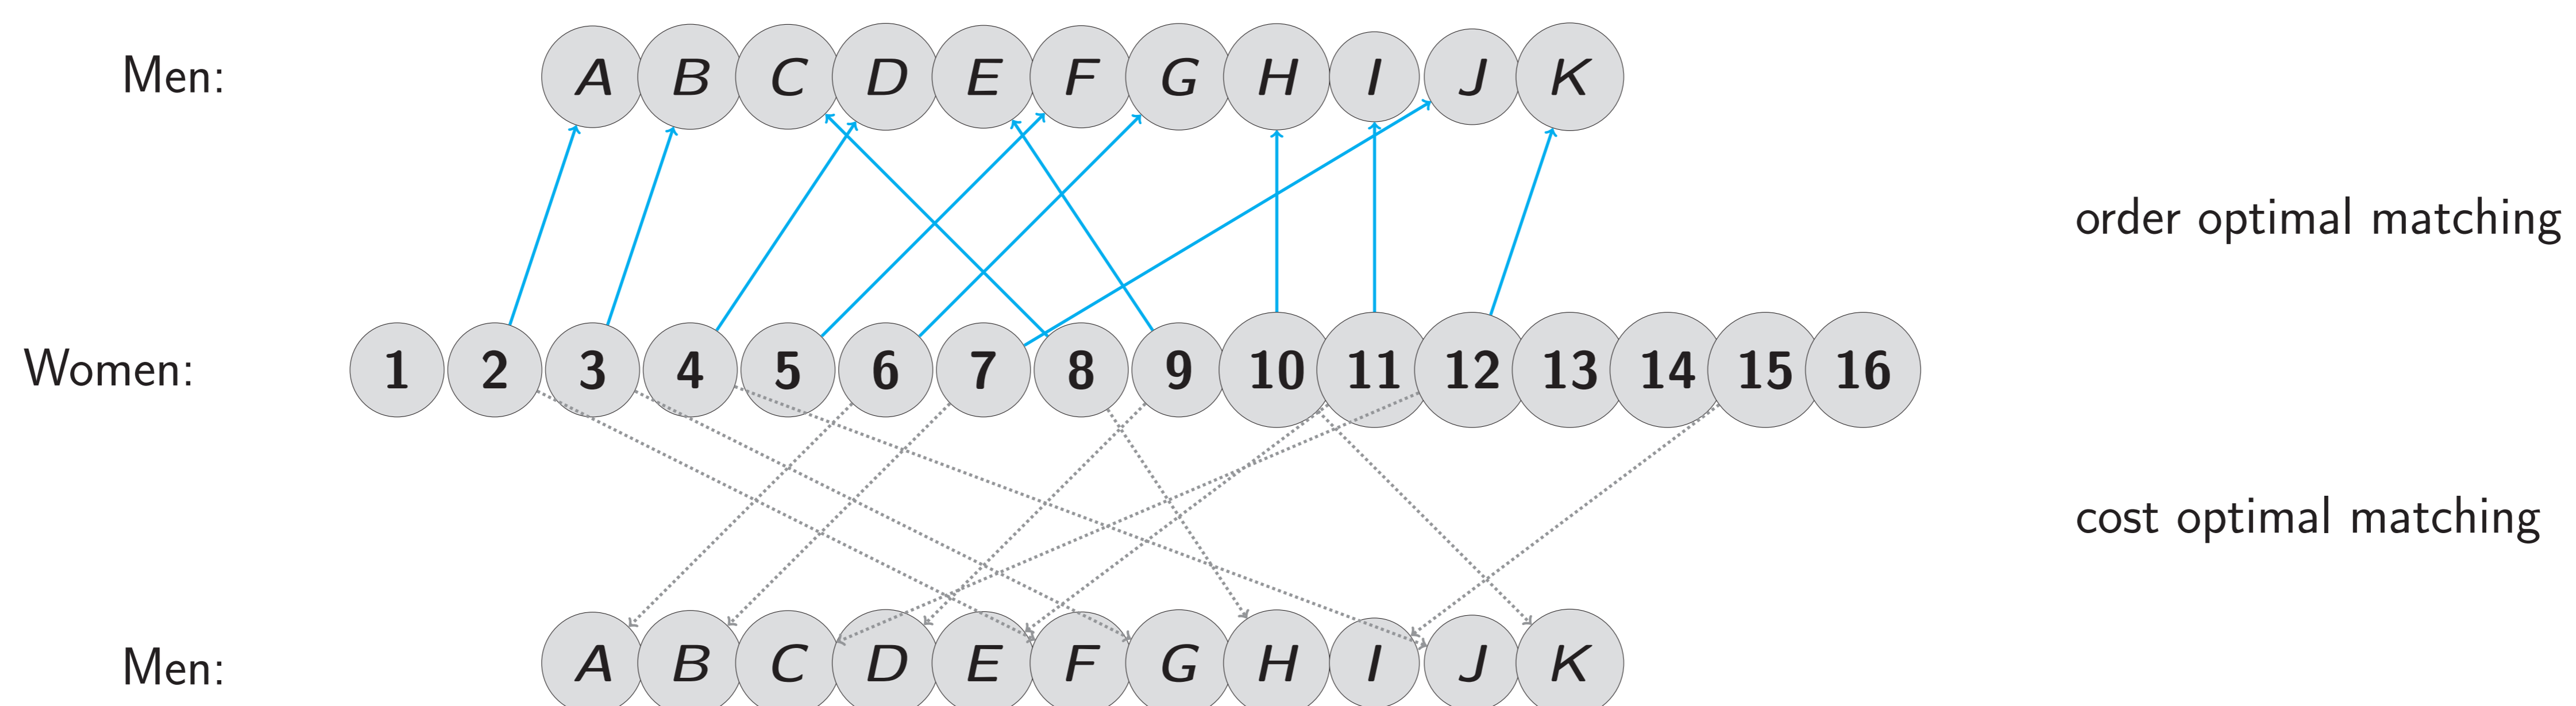 Men: A B C D E F G H I J K
order optimal matching
Women: 1 2 3 4 5 6 7 8 9 10 11 12 13 14 15 16
cost optimal matching
Men: A B C D E F G H I J K